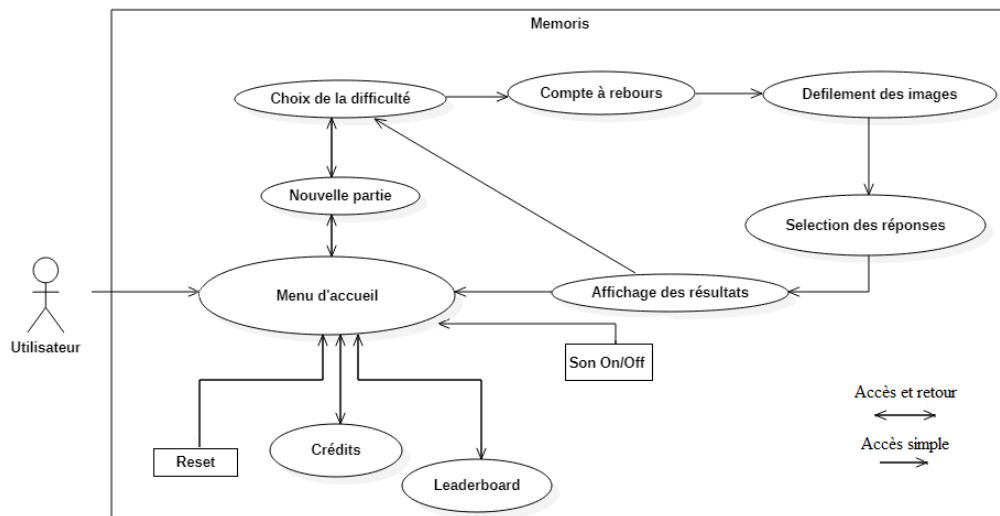 Memoris
Choix de la difficulté
Compte à rebours
Defilement des images
Nouvelle partie
Selection des réponses
Menu d'accueil
Affichage des résultats
Utilisateur
Son On/Off
Accès et retour
Accès simple
Reset
Crédits
Leaderboard